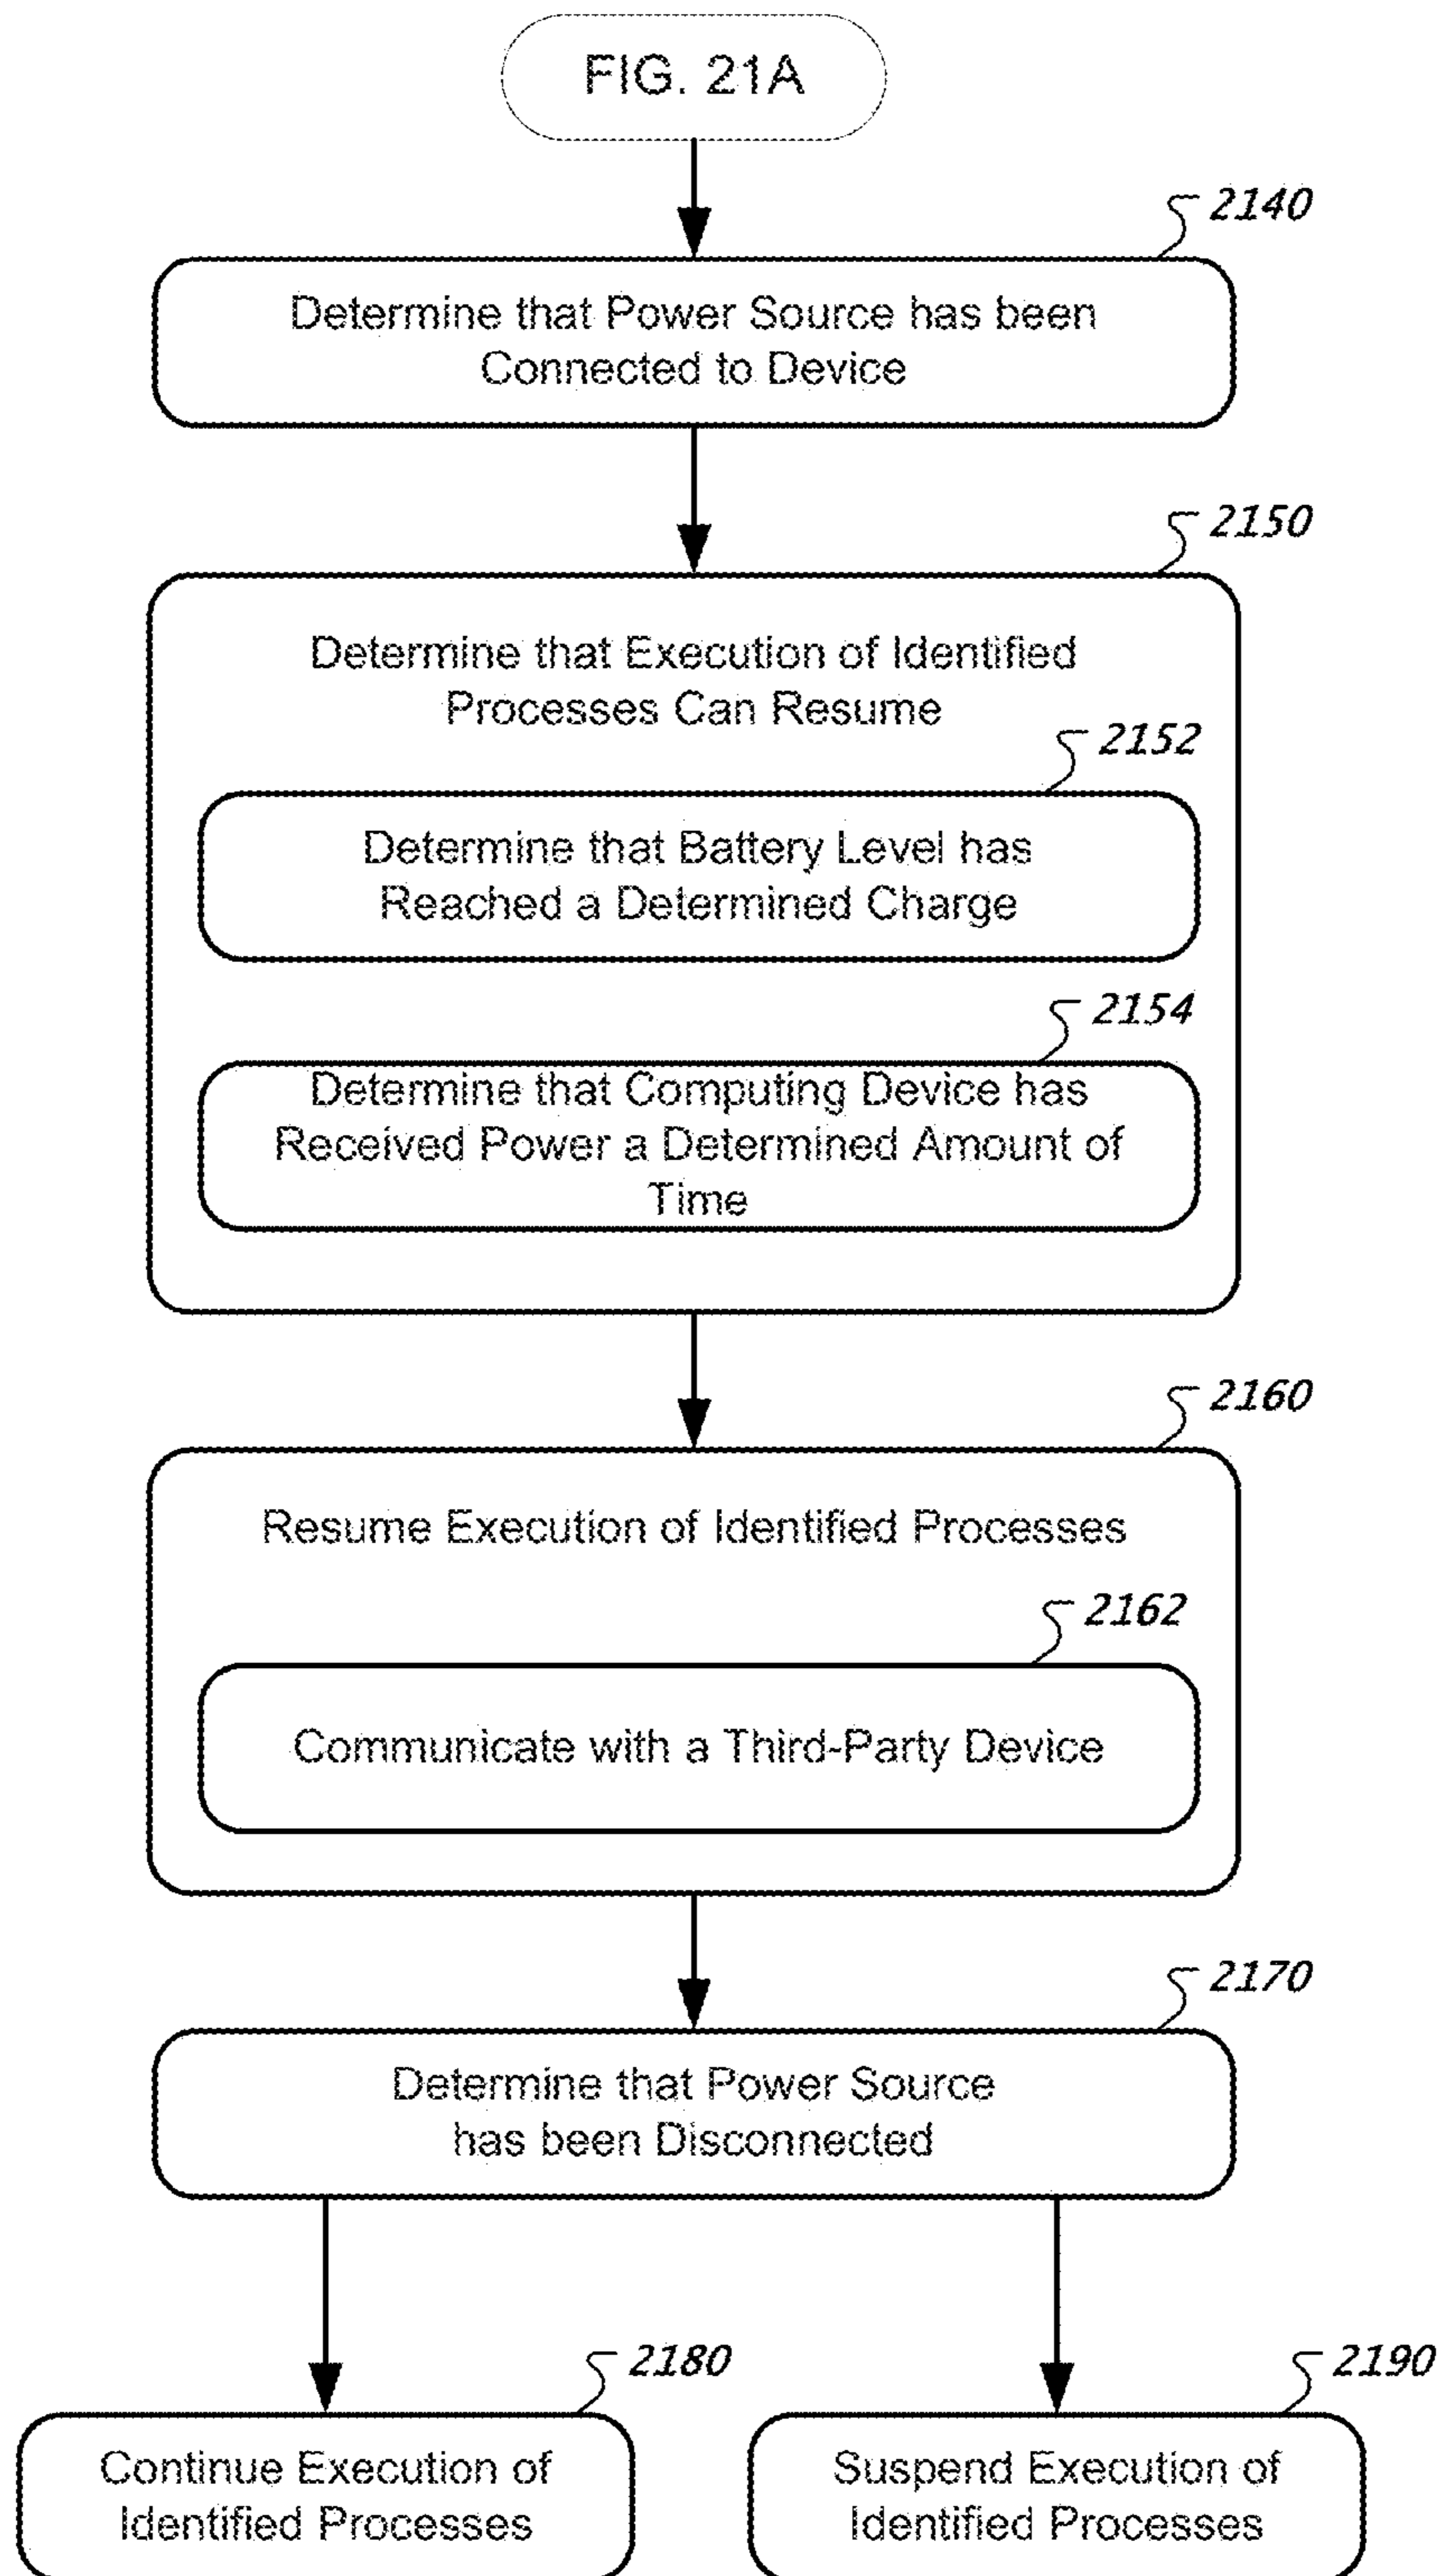 FIG. 21A
2140
Determine that Power Source has been
Connected to Device
2150
Determine that Execution of Identified
Processes Can Resume
2152
Determine that Battery Level has
Reached a Determined Charge
2154
Determine that Computing Device has
Received Power a Determined Amount of
Time
2160
Resume Execution of Identified Processes
2162
Communicate with a Third-Party Device
2170
Determine that Power Source
has been Disconnected
2180
Continue Execution of
Identified Processes
2190
Suspend Execution of
Identified Processes